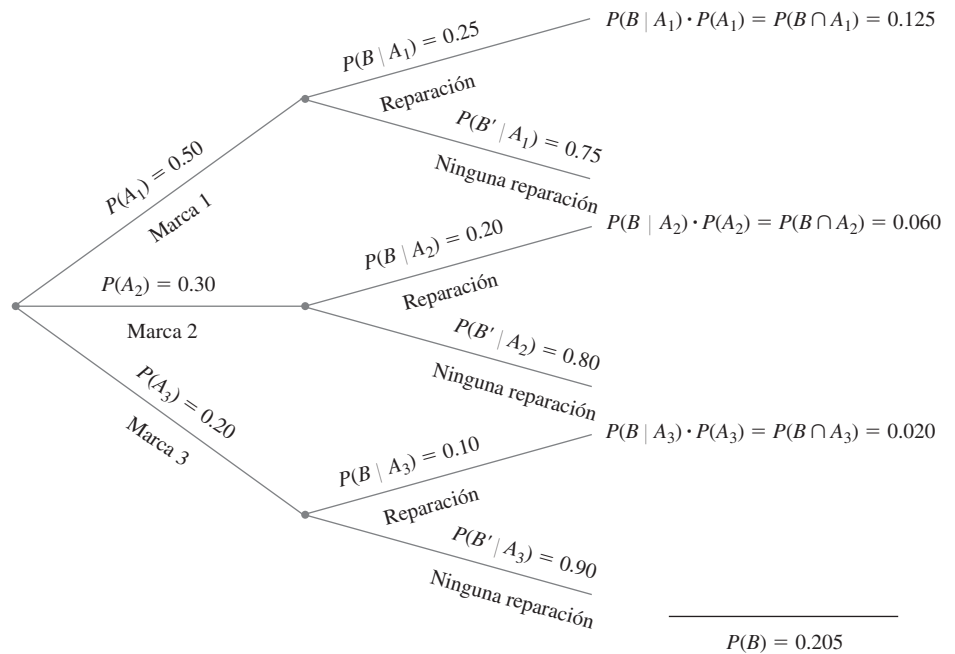 P(B | A₁) · P(A₁) = P(B ∩ A₁) = 0.125
P(B | A₁) = 0.25
Reparación
P(B′ | A₁) = 0.75
Ninguna reparación
P(A₁) = 0.50
Marca 1
P(B | A₂) · P(A₂) = P(B ∩ A₂) = 0.060
P(B | A₂) = 0.20
Reparación
P(A₂) = 0.30
Marca 2
P(B′ | A₂) = 0.80
Ninguna reparación
P(A₃) = 0.20
Marca 3
P(B | A₃) · P(A₃) = P(B ∩ A₃) = 0.020
P(B | A₃) = 0.10
Reparación
P(B′ | A₃) = 0.90
Ninguna reparación
P(B) = 0.205